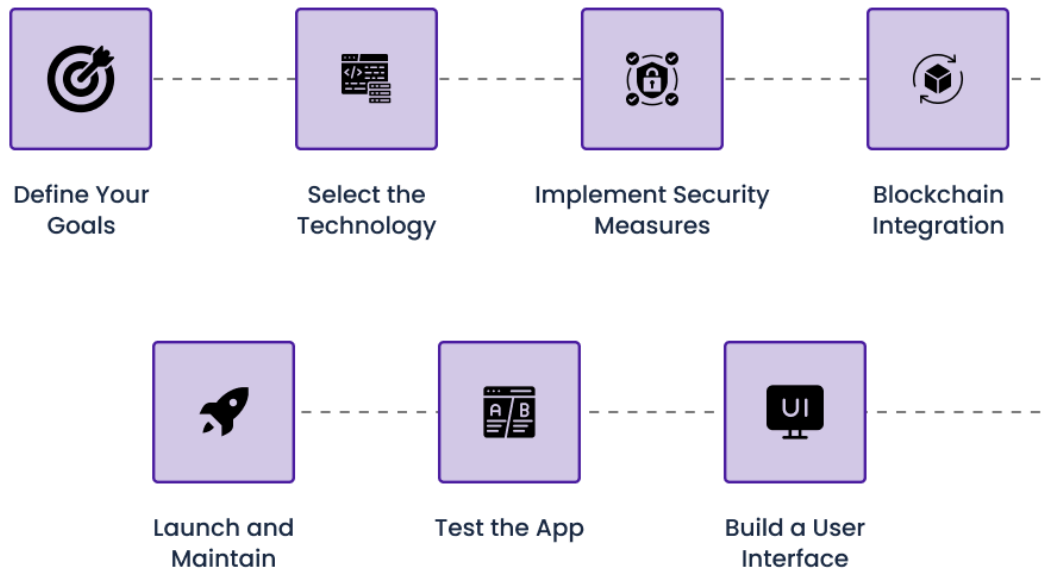 Define Your
Goals
Select the
Technology
Implement Security
Measures
Blockchain
Integration
Launch and
Maintain
A B
Test the App
UI
Build a User
Interface